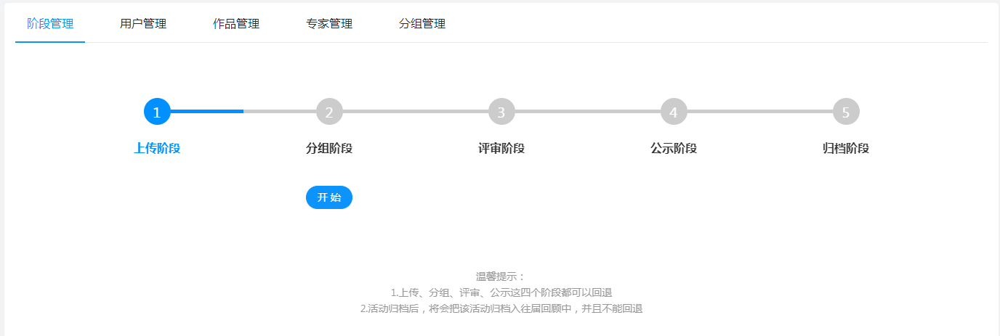 阶段管理 用户管理 作品管理 专家管理 分组管理
1 2 3 4 5
上传阶段 分组阶段 评审阶段 公示阶段 归档阶段
开始
温馨提示：
1.上传、分组、评审、公示这四个阶段都可以回退
2.活动归档后，将会把该活动归档入往届回顾中，并且不能回退